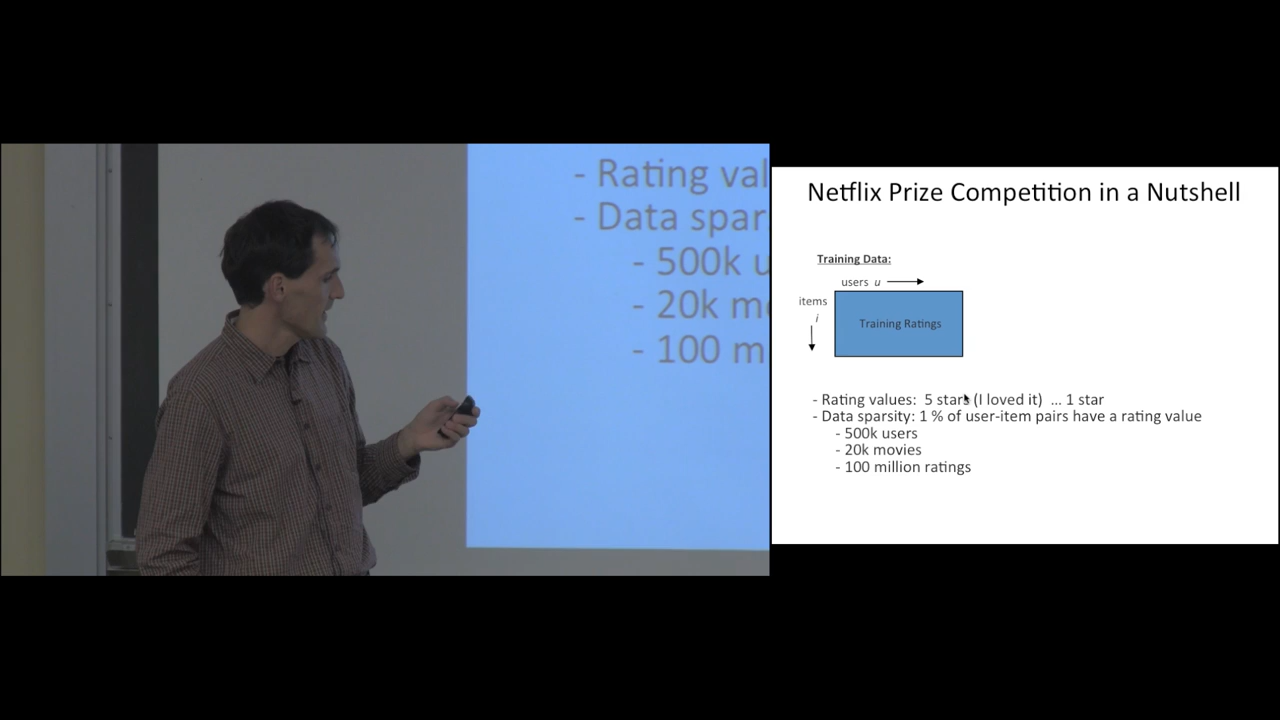 - Rating val
- Data spars
- 500k u
- 20k m
- 100 m
Netflix Prize Competition in a Nutshell
Training Data:
users u
items
i
Training Ratings
- Rating values: 5 stars (I loved it) ... 1 star
- Data sparsity: 1 % of user-item pairs have a rating value
- 500k users
- 20k movies
- 100 million ratings